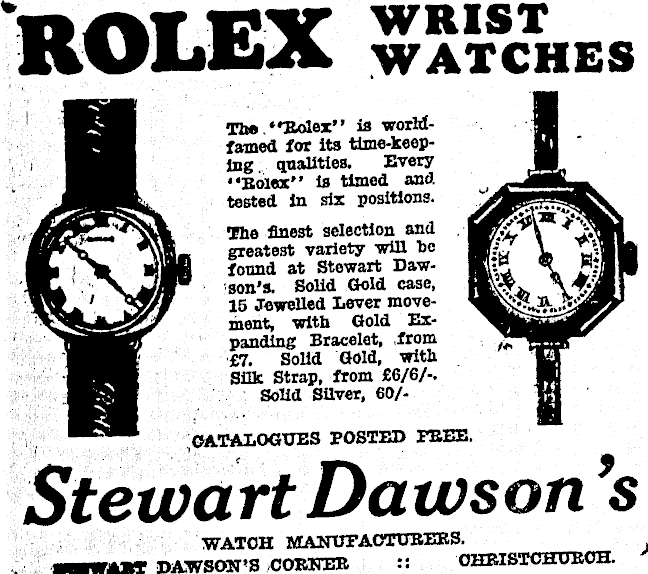 ROLEX WRIST
WATCHES
The "Rolex" is world-
famed for its time-keep-
ing qualities. Every
"Rolex" is timed and
tested in six positions.
The finest selection and
greatest variety will be
found at Stewart Daw-
son's. Solid Gold case,
15 Jewelled Lever move-
ment, with Gold Ex-
panding Bracelet, from
£7. Solid Gold, with
Silk Strap, from £6/6/-.
Solid Silver, 60/-
CATALOGUES POSTED FREE.
Stewart Dawson's
WATCH MANUFACTURERS.
STEWART DAWSON'S CORNER :: CHRISTCHURCH.